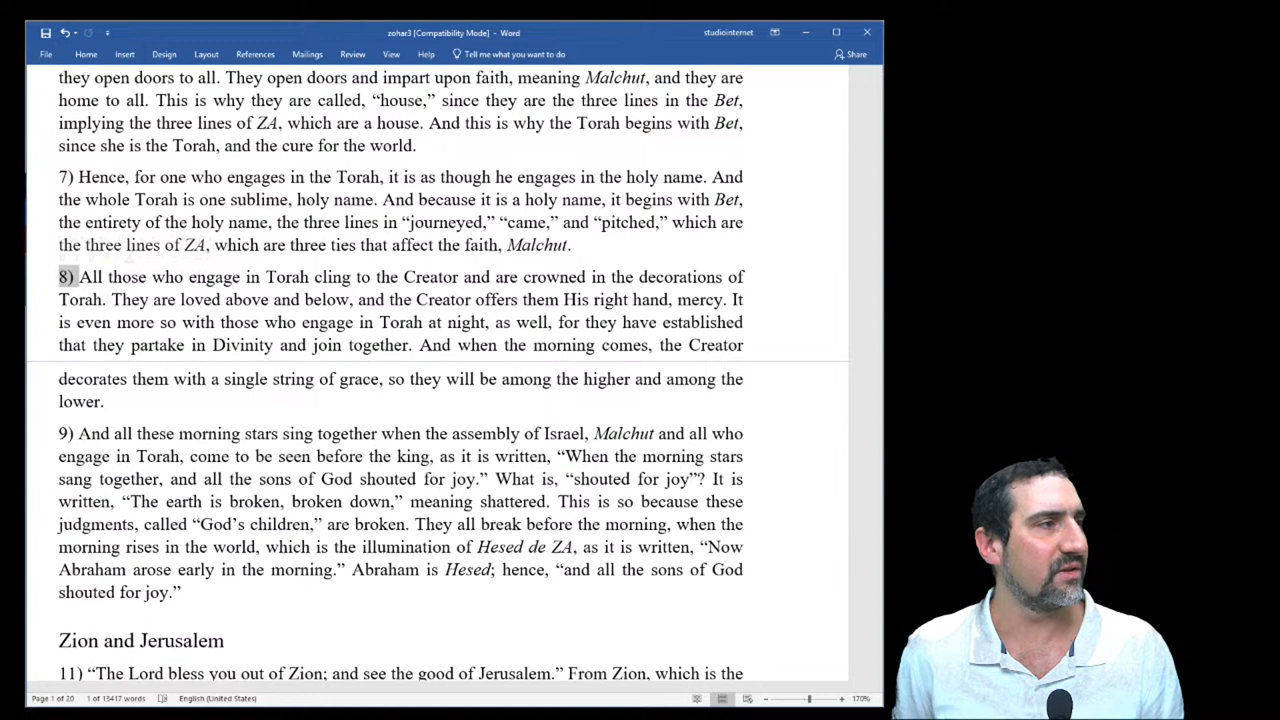 zohar3 [Compatibility Mode] - Word
studiointernet
File Home Insert Design Layout References Mailings Review View Help Tell me what you want to do Share
they open doors to all. They open doors and impart upon faith, meaning Malchut, and they are
home to all. This is why they are called, “house,” since they are the three lines in the Bet,
implying the three lines of ZA, which are a house. And this is why the Torah begins with Bet,
since she is the Torah, and the cure for the world.
7) Hence, for one who engages in the Torah, it is as though he engages in the holy name. And
the whole Torah is one sublime, holy name. And because it is a holy name, it begins with Bet,
the entirety of the holy name, the three lines in “journeyed,” “came,” and “pitched,” which are
the three lines of ZA, which are three ties that affect the faith, Malchut.
8) All those who engage in Torah cling to the Creator and are crowned in the decorations of
Torah. They are loved above and below, and the Creator offers them His right hand, mercy. It
is even more so with those who engage in Torah at night, as well, for they have established
that they partake in Divinity and join together. And when the morning comes, the Creator
decorates them with a single string of grace, so they will be among the higher and among the
lower.
9) And all these morning stars sing together when the assembly of Israel, Malchut and all who
engage in Torah, come to be seen before the king, as it is written, “When the morning stars
sang together, and all the sons of God shouted for joy.” What is, “shouted for joy”? It is
written, “The earth is broken, broken down,” meaning shattered. This is so because these
judgments, called “God’s children,” are broken. They all break before the morning, when the
morning rises in the world, which is the illumination of Hesed de ZA, as it is written, “Now
Abraham arose early in the morning.” Abraham is Hesed; hence, “and all the sons of God
shouted for joy.”
Zion and Jerusalem
11) “The Lord bless you out of Zion; and see the good of Jerusalem.” From Zion, which is the
Page 1 of 20 1 of 13417 words English (United States) 170%